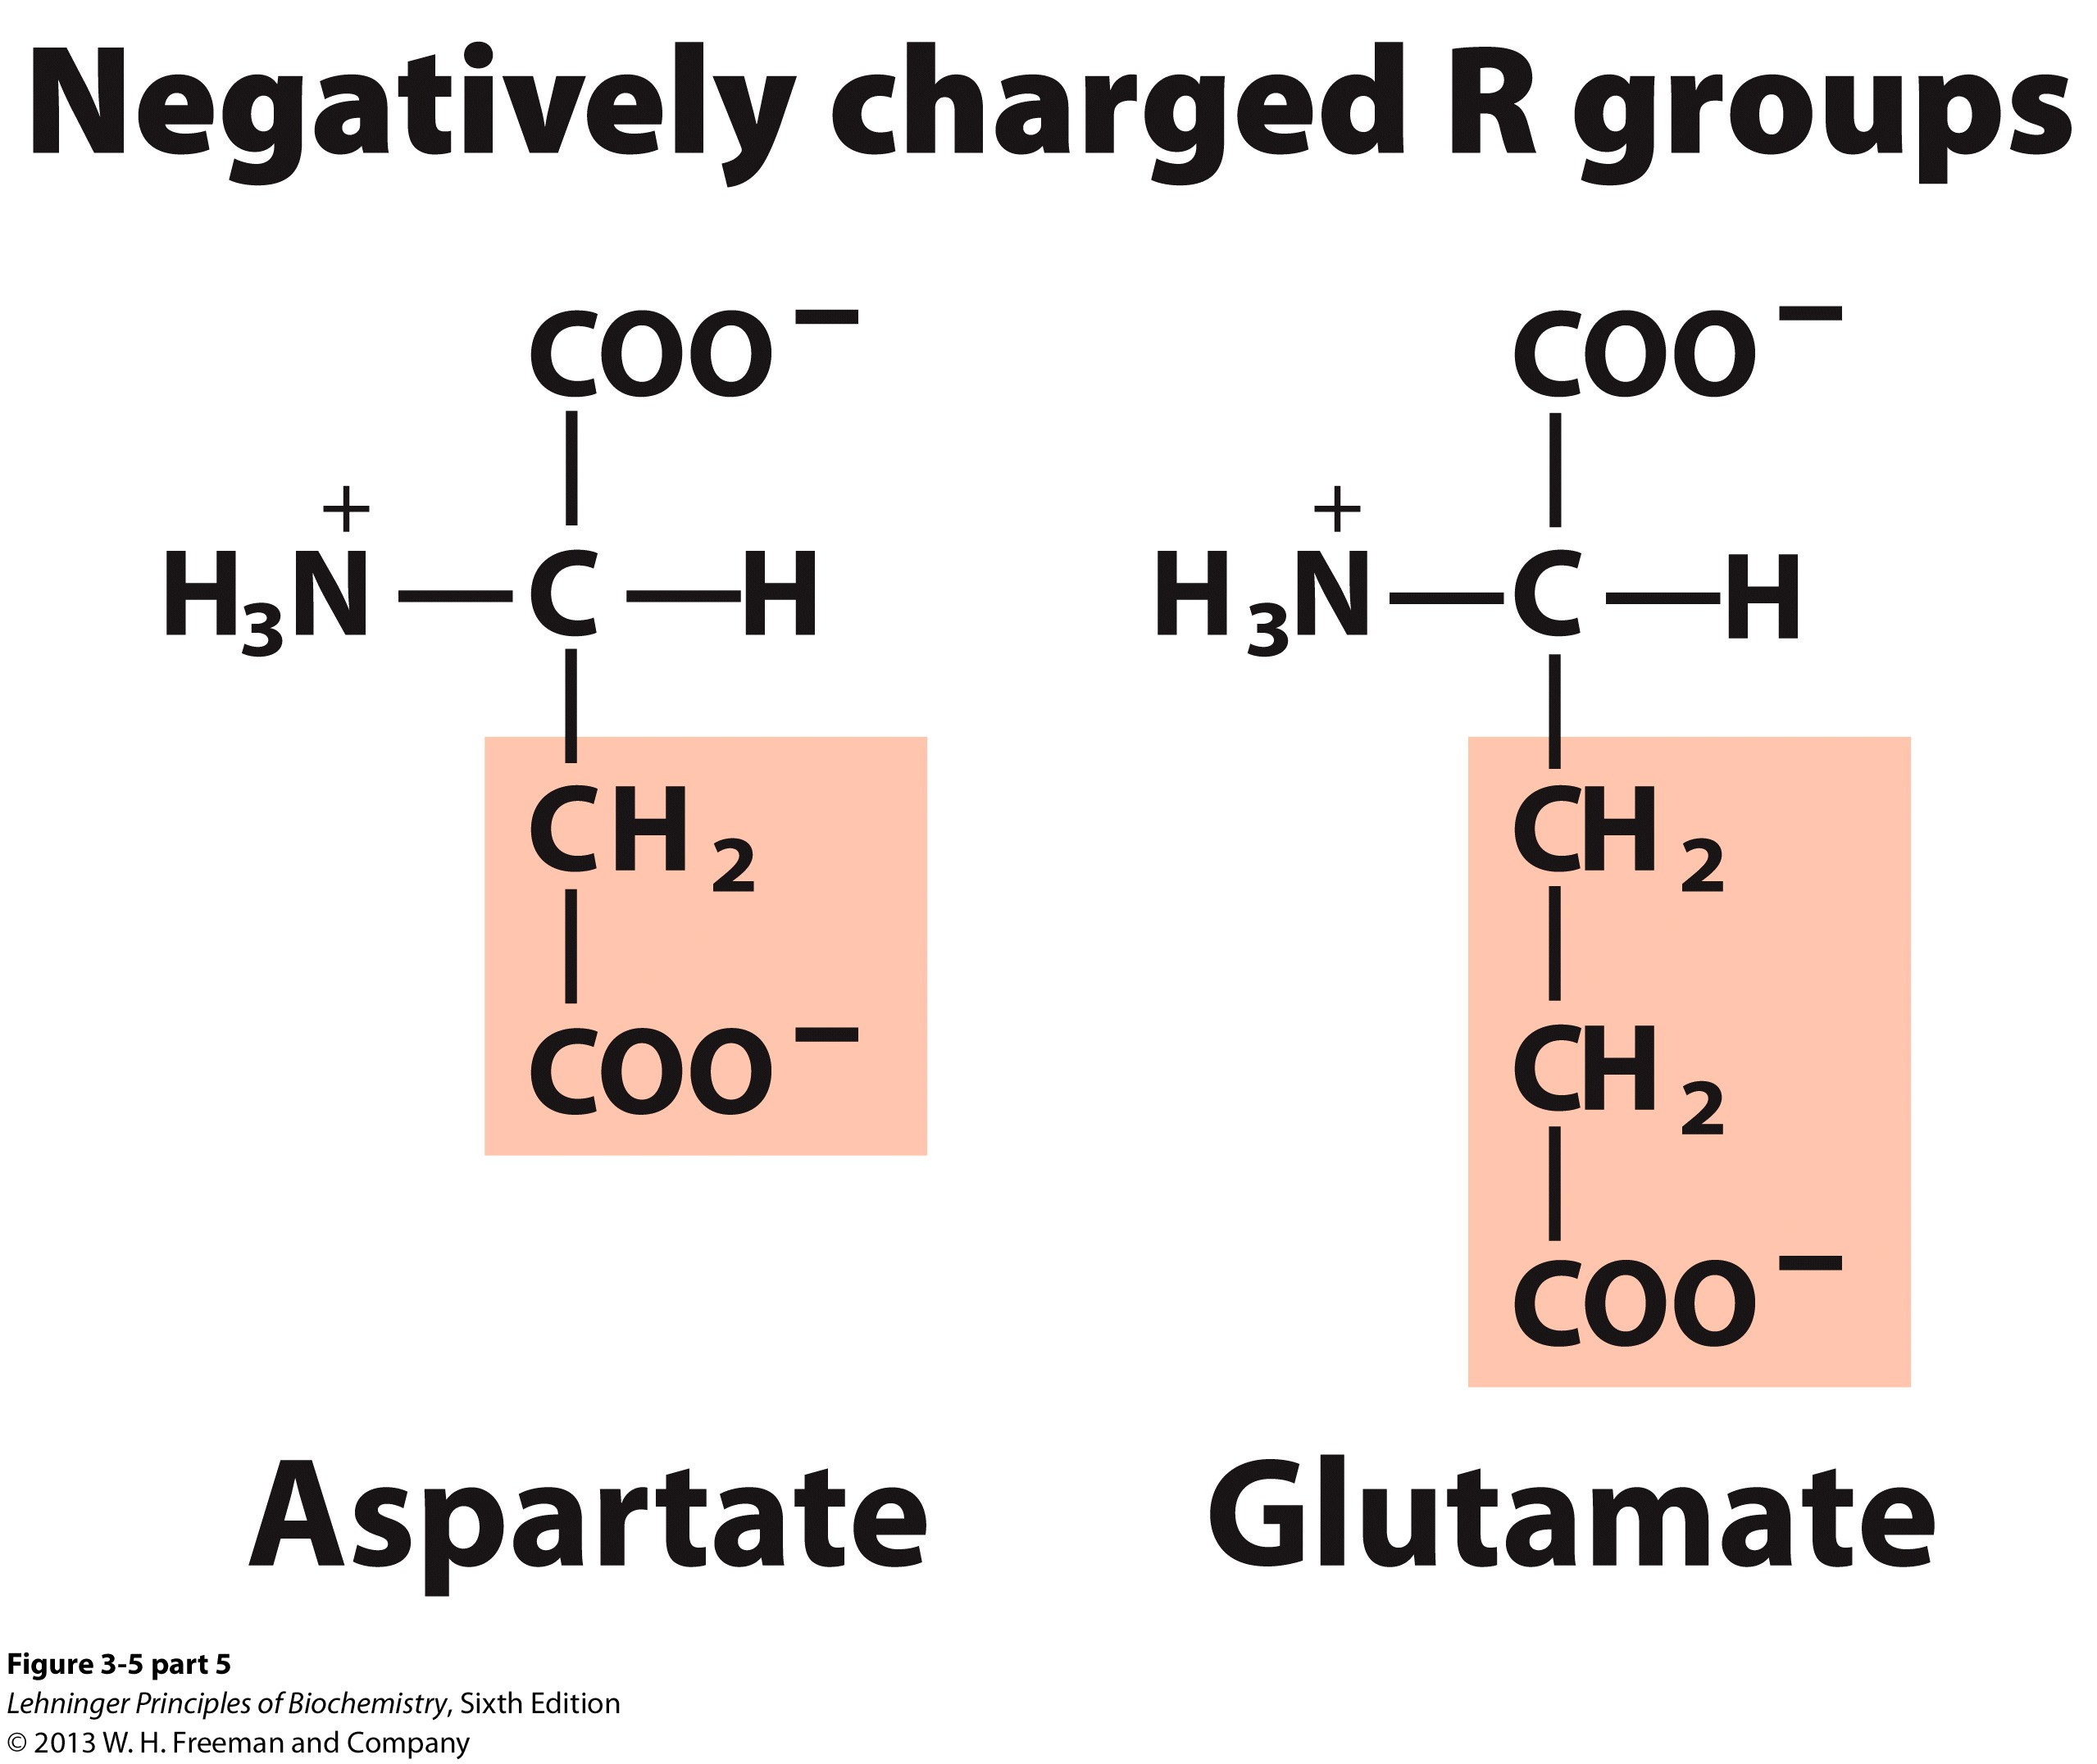 Negatively charged R groups
COO− COO−
+ +
H3N—C—H H3N—C—H
CH2 CH2
COO− CH2
COO−
Aspartate Glutamate
Figure 3-5 part 5
Lehninger Principles of Biochemistry, Sixth Edition
© 2013 W. H. Freeman and Company